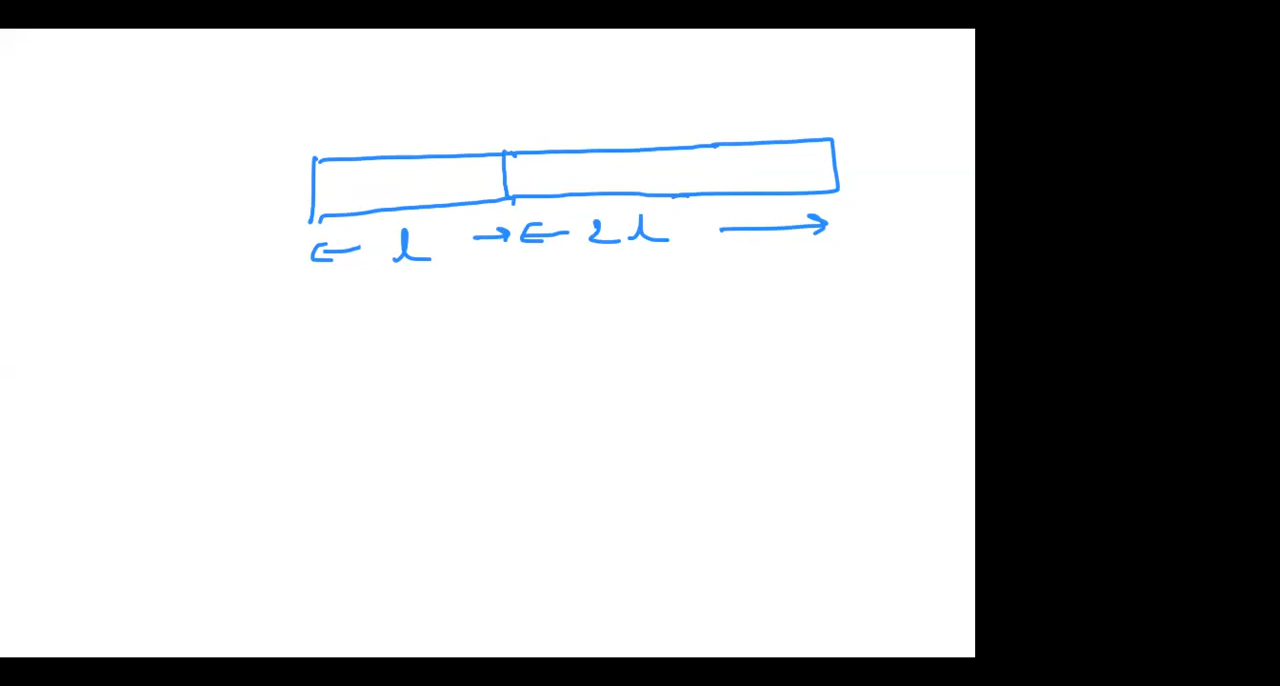 ← l → ← 2l →